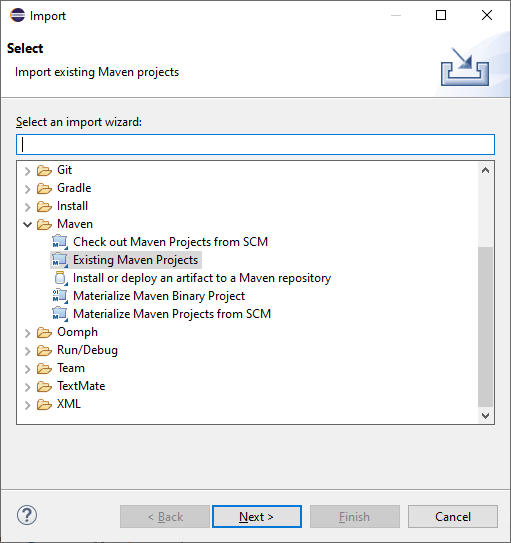 Import
Select
Import existing Maven projects
Select an import wizard:
Git
Gradle
Install
Maven
Check out Maven Projects from SCM
Existing Maven Projects
Install or deploy an artifact to a Maven repository
Materialize Maven Binary Project
Materialize Maven Projects from SCM
Oomph
Run/Debug
Team
TextMate
XML
?
< Back Next > Finish Cancel